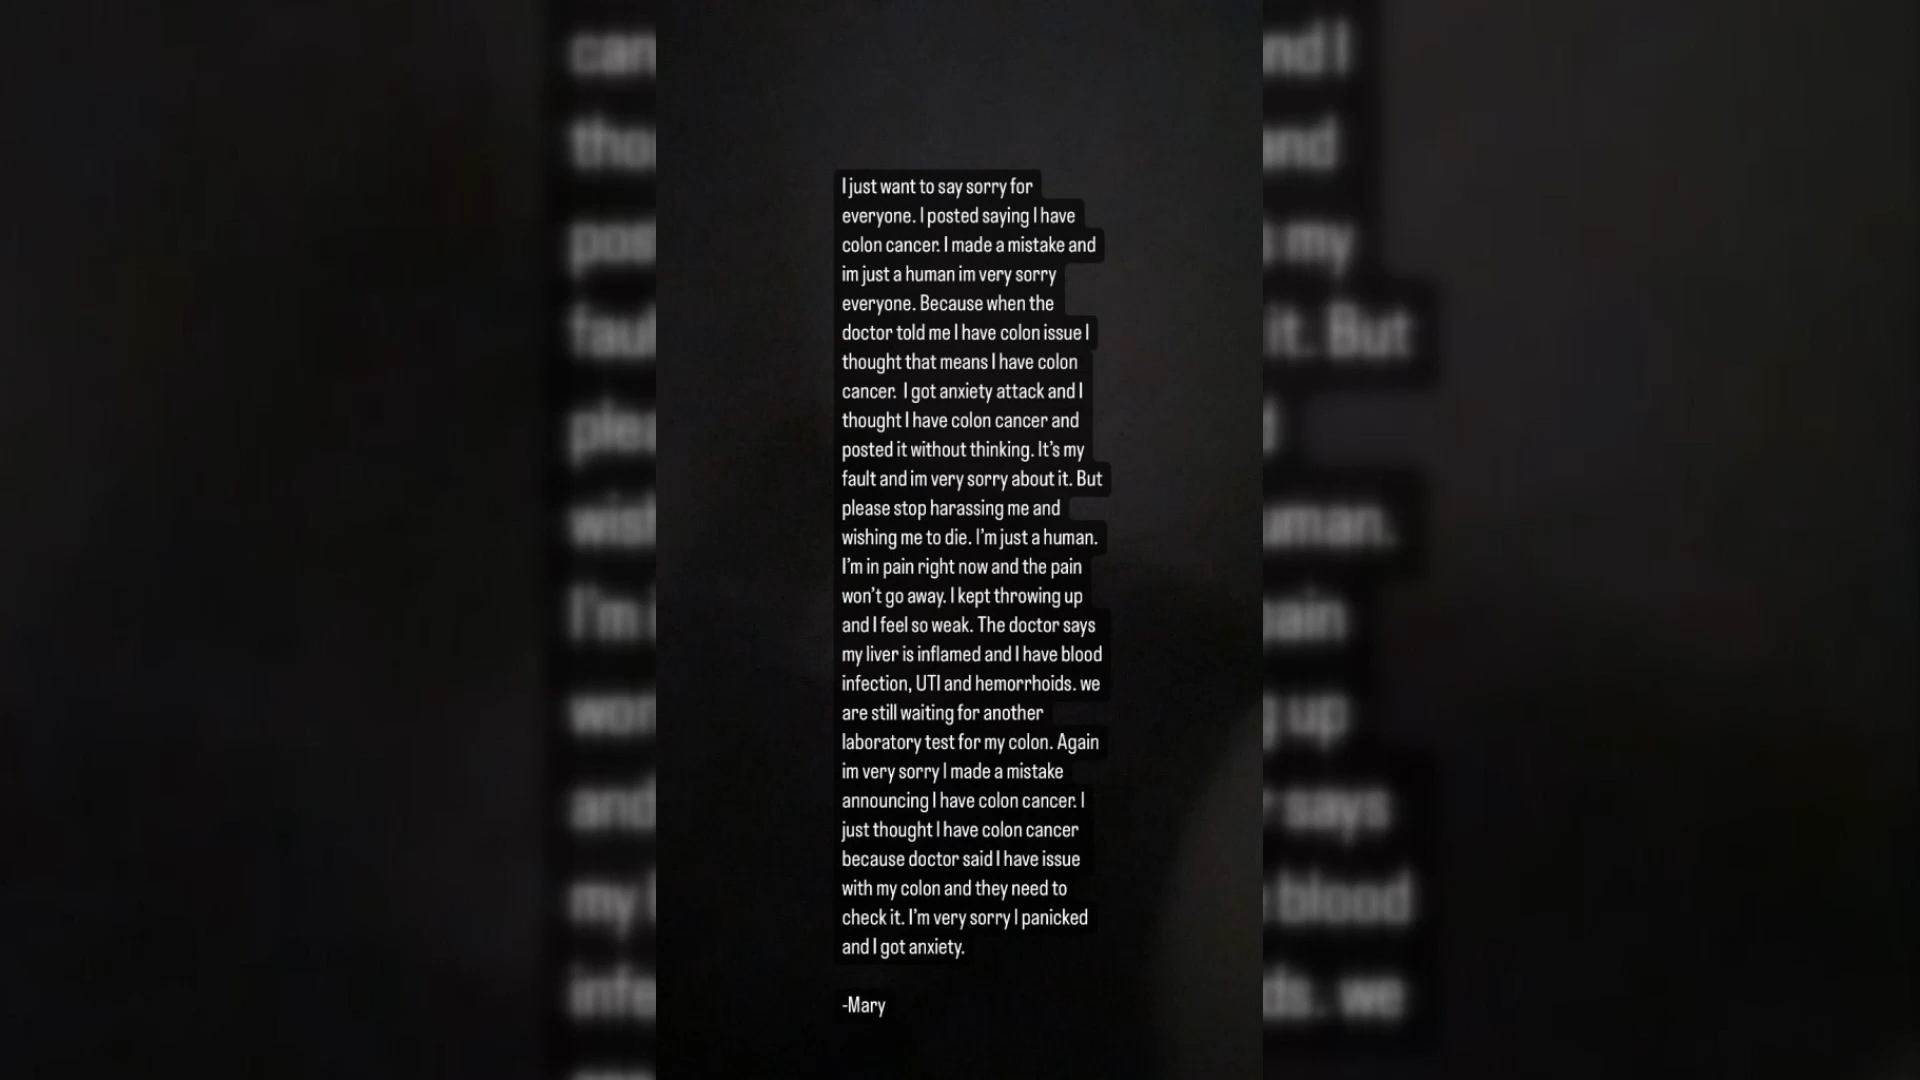 I just want to say sorry for
everyone. I posted saying I have
colon cancer. I made a mistake and
im just a human im very sorry
everyone. Because when the
doctor told me I have colon issue I
thought that means I have colon
cancer.  I got anxiety attack and I
thought I have colon cancer and
posted it without thinking. It's my
fault and im very sorry about it. But
please stop harassing me and
wishing me to die. I'm just a human.
I'm in pain right now and the pain
won't go away. I kept throwing up
and I feel so weak. The doctor says
my liver is inflamed and I have blood
infection, UTI and hemorrhoids. we
are still waiting for another
laboratory test for my colon. Again
im very sorry I made a mistake
announcing I have colon cancer. I
just thought I have colon cancer
because doctor said I have issue
with my colon and they need to
check it. I'm very sorry I panicked
and I got anxiety.
-Mary